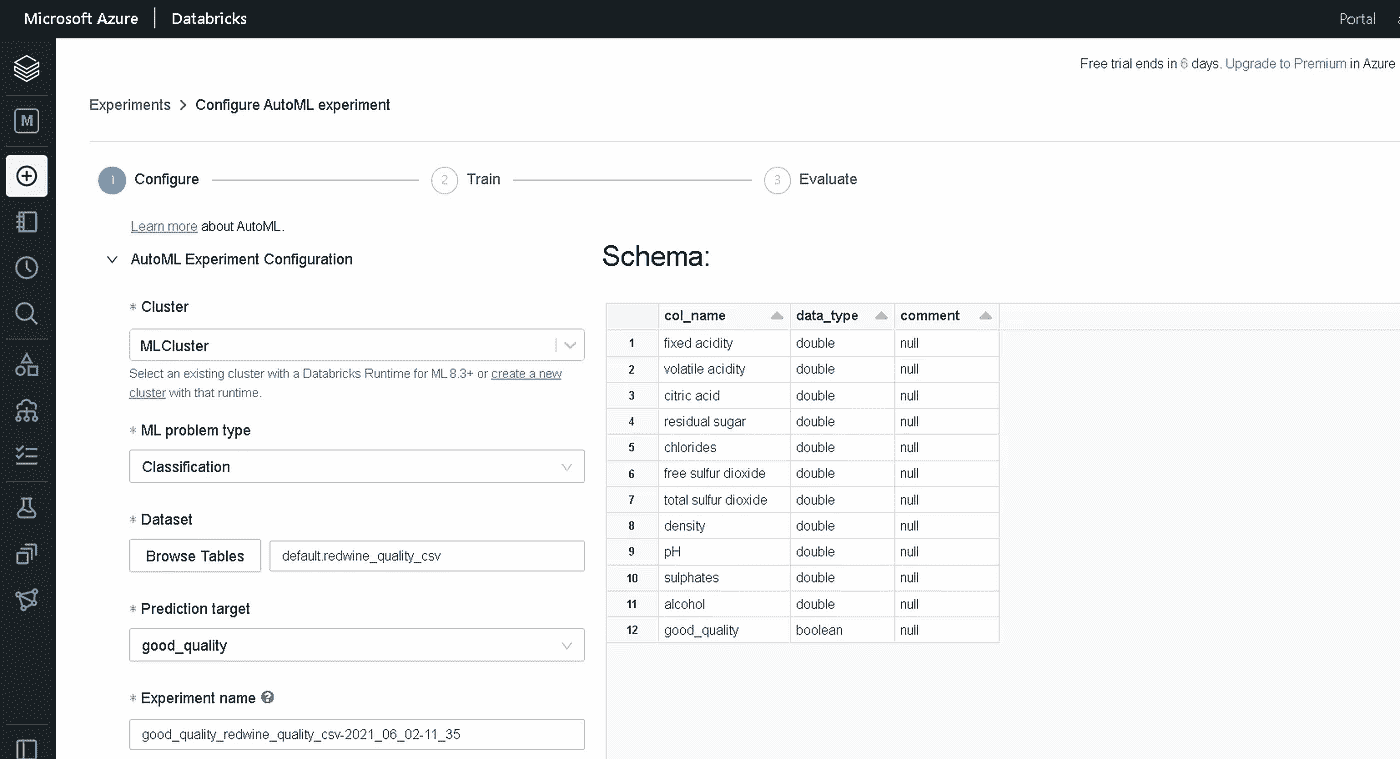 Microsoft Azure | Databricks
Portal
Free trial ends in 6 days. Upgrade to Premium in Azure
Experiments > Configure AutoML experiment
1 Configure
2 Train
3 Evaluate
Learn more about AutoML.
AutoML Experiment Configuration
* Cluster
MLCluster
Select an existing cluster with a Databricks Runtime for ML 8.3+ or create a new
cluster with that runtime.
* ML problem type
Classification
* Dataset
Browse Tables default.redwine_quality_csv
* Prediction target
good_quality
* Experiment name ?
good_quality_redwine_quality_csv-2021_06_02-11_35
Schema:
col_name data_type comment
1 fixed acidity double null
2 volatile acidity double null
3 citric acid double null
4 residual sugar double null
5 chlorides double null
6 free sulfur dioxide double null
7 total sulfur dioxide double null
8 density double null
9 pH double null
10 sulphates double null
11 alcohol double null
12 good_quality boolean null
M